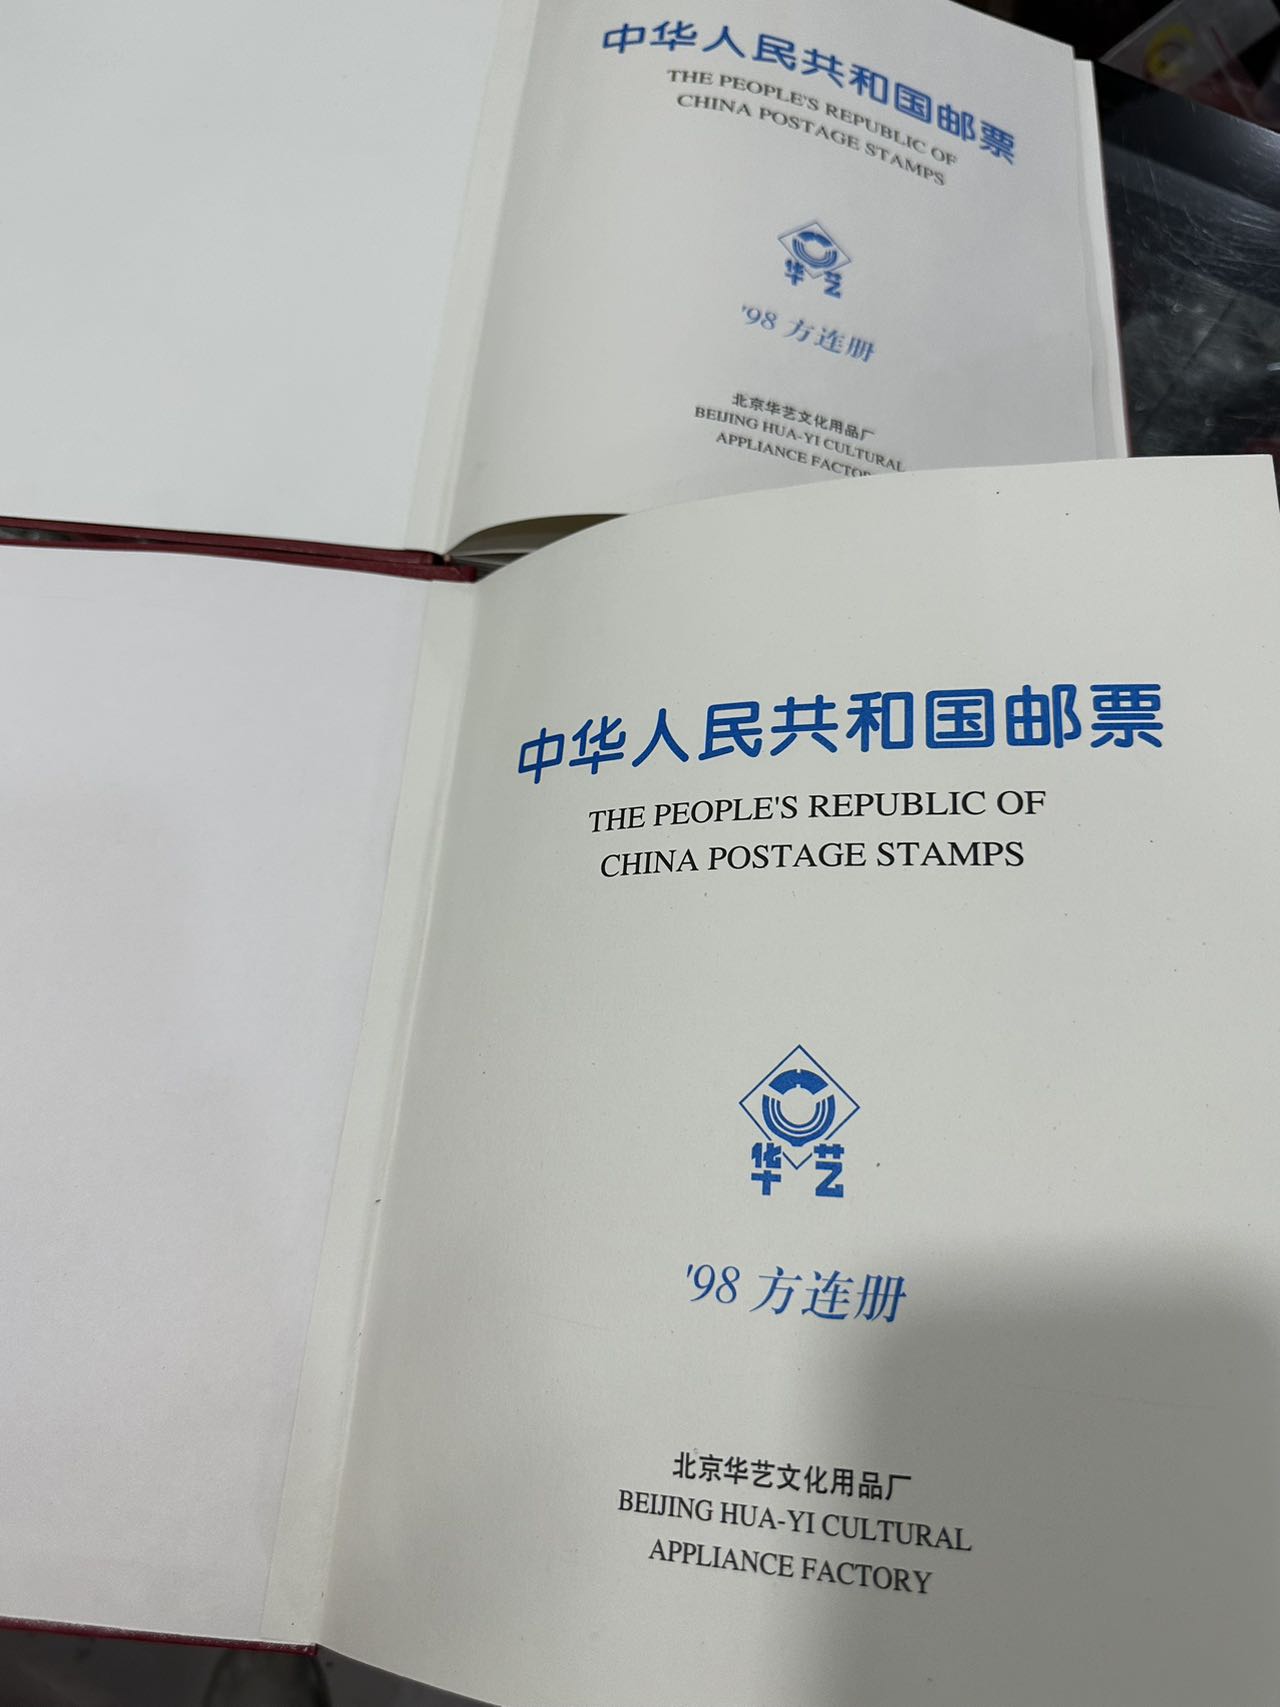 中华人民共和国邮票
THE PEOPLE'S REPUBLIC OF
CHINA POSTAGE STAMPS
华艺
'98 方连册
北京华艺文化用品厂
BEIJING HUA-YI CULTURAL
APPLIANCE FACTOR
中华人民共和国邮票
THE PEOPLE'S REPUBLIC OF
CHINA POSTAGE STAMPS
华艺
'98 方连册
北京华艺文化用品厂
BEIJING HUA-YI CULTURAL
APPLIANCE FACTORY